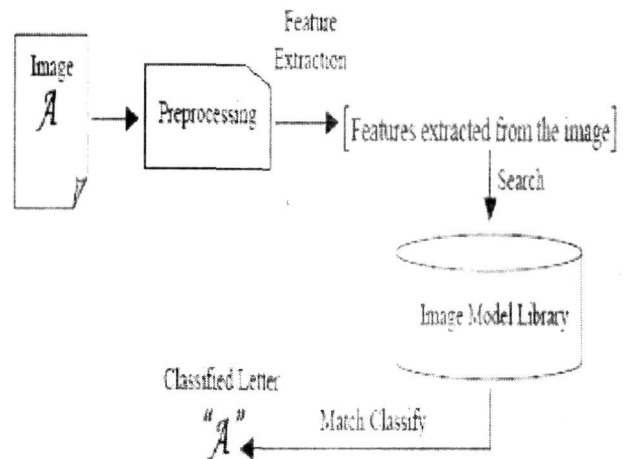 Image
A
Preprocessing
Feature
Extraction
[Features extracted from the image]
Search
Image Model Library
Match Classify
Classified Letter
"A"